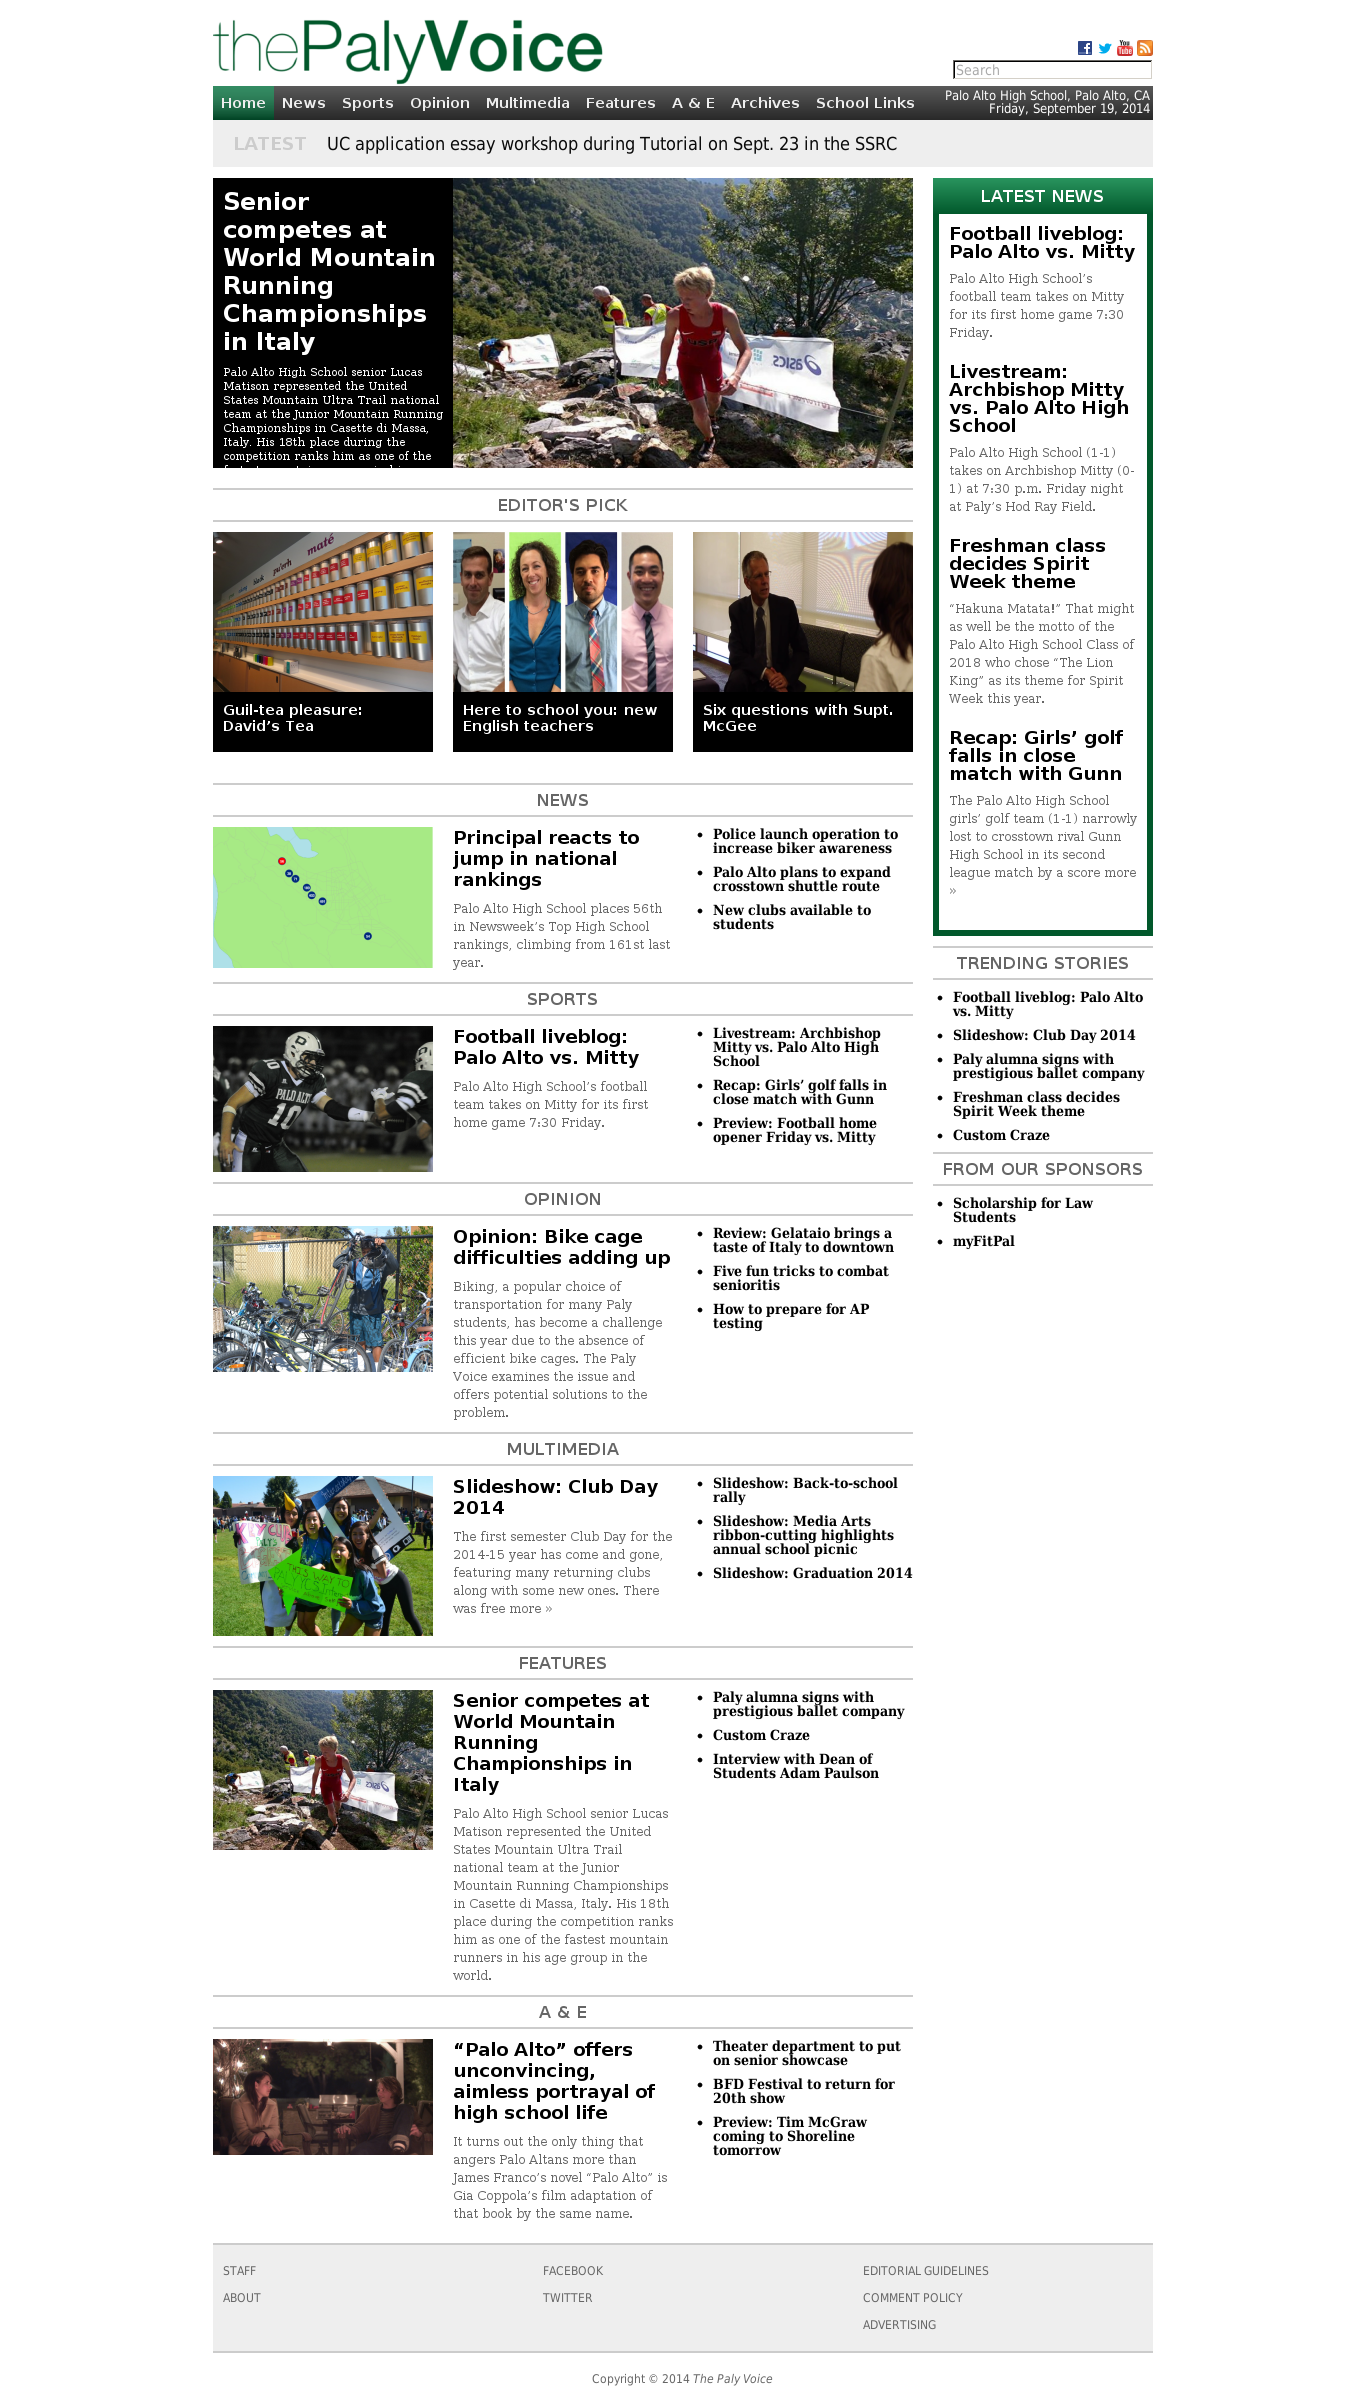 thePalyVoice
Search
Home News Sports Opinion Multimedia Features A & E Archives School Links
Palo Alto High School, Palo Alto, CA
Friday, September 19, 2014
LATEST UC application essay workshop during Tutorial on Sept. 23 in the SSRC
Senior
competes at
World Mountain
Running
Championships
in Italy
Palo Alto High School senior Lucas
Matison represented the United
States Mountain Ultra Trail national
team at the Junior Mountain Running
Championships in Casette di Massa,
Italy. His 18th place during the
competition ranks him as one of the
asics
EDITOR'S PICK
maté
pu'erh
black
Guil-tea pleasure:
David’s Tea
Here to school you: new
English teachers
Six questions with Supt.
McGee
NEWS
Principal reacts to
jump in national
rankings
Palo Alto High School places 56th
in Newsweek’s Top High School
rankings, climbing from 161st last
year.
• Police launch operation to
increase biker awareness
• Palo Alto plans to expand
crosstown shuttle route
• New clubs available to
students
SPORTS
PALO ALTO
10
Football liveblog:
Palo Alto vs. Mitty
Palo Alto High School’s football
team takes on Mitty for its first
home game 7:30 Friday.
• Livestream: Archbishop
Mitty vs. Palo Alto High
School
• Recap: Girls’ golf falls in
close match with Gunn
• Preview: Football home
opener Friday vs. Mitty
OPINION
Opinion: Bike cage
difficulties adding up
Biking, a popular choice of
transportation for many Paly
students, has become a challenge
this year due to the absence of
efficient bike cages. The Paly
Voice examines the issue and
offers potential solutions to the
problem.
• Review: Gelataio brings a
taste of Italy to downtown
• Five fun tricks to combat
senioritis
• How to prepare for AP
testing
MULTIMEDIA
THIS WAY TO
Slideshow: Club Day
2014
The first semester Club Day for the
2014-15 year has come and gone,
featuring many returning clubs
along with some new ones. There
was free more »
• Slideshow: Back-to-school
rally
• Slideshow: Media Arts
ribbon-cutting highlights
annual school picnic
• Slideshow: Graduation 2014
FEATURES
asics
Senior competes at
World Mountain
Running
Championships in
Italy
Palo Alto High School senior Lucas
Matison represented the United
States Mountain Ultra Trail
national team at the Junior
Mountain Running Championships
in Casette di Massa, Italy. His 18th
place during the competition ranks
him as one of the fastest mountain
runners in his age group in the
world.
• Paly alumna signs with
prestigious ballet company
• Custom Craze
• Interview with Dean of
Students Adam Paulson
A & E
“Palo Alto” offers
unconvincing,
aimless portrayal of
high school life
It turns out the only thing that
angers Palo Altans more than
James Franco’s novel “Palo Alto” is
Gia Coppola’s film adaptation of
that book by the same name.
• Theater department to put
on senior showcase
• BFD Festival to return for
20th show
• Preview: Tim McGraw
coming to Shoreline
tomorrow
LATEST NEWS
Football liveblog:
Palo Alto vs. Mitty
Palo Alto High School’s
football team takes on Mitty
for its first home game 7:30
Friday.
Livestream:
Archbishop Mitty
vs. Palo Alto High
School
Palo Alto High School (1-1)
takes on Archbishop Mitty (0-
1) at 7:30 p.m. Friday night
at Paly’s Hod Ray Field.
Freshman class
decides Spirit
Week theme
“Hakuna Matata!” That might
as well be the motto of the
Palo Alto High School Class of
2018 who chose “The Lion
King” as its theme for Spirit
Week this year.
Recap: Girls’ golf
falls in close
match with Gunn
The Palo Alto High School
girls’ golf team (1-1) narrowly
lost to crosstown rival Gunn
High School in its second
league match by a score more
»
TRENDING STORIES
• Football liveblog: Palo Alto
vs. Mitty
• Slideshow: Club Day 2014
• Paly alumna signs with
prestigious ballet company
• Freshman class decides
Spirit Week theme
• Custom Craze
FROM OUR SPONSORS
• Scholarship for Law
Students
• myFitPal
STAFF
ABOUT
FACEBOOK
TWITTER
EDITORIAL GUIDELINES
COMMENT POLICY
ADVERTISING
Copyright © 2014 The Paly Voice